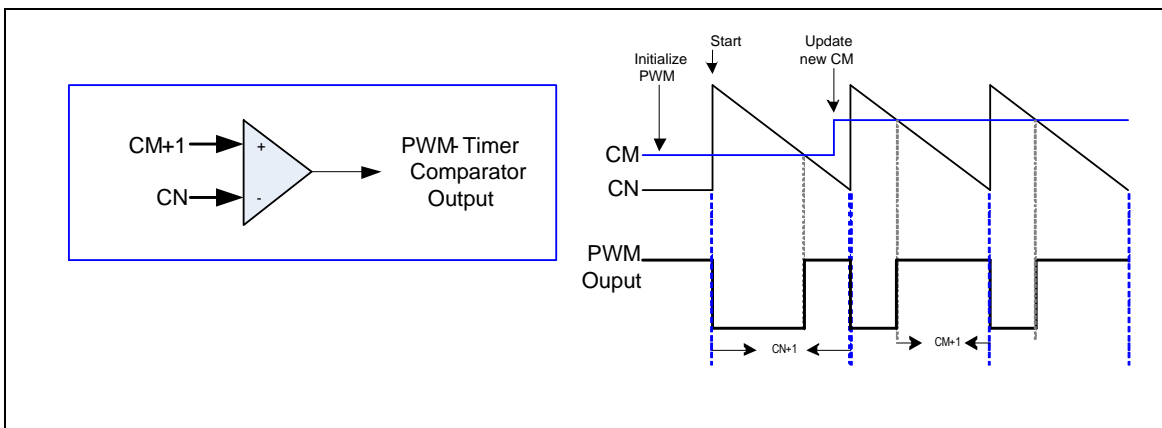 CM+1
+
CN
-
PWM-Timer
Comparator
Output
Start
Initialize
PWM
Update
new CM
CM
CN
PWM
Ouput
CN+1
CM+1